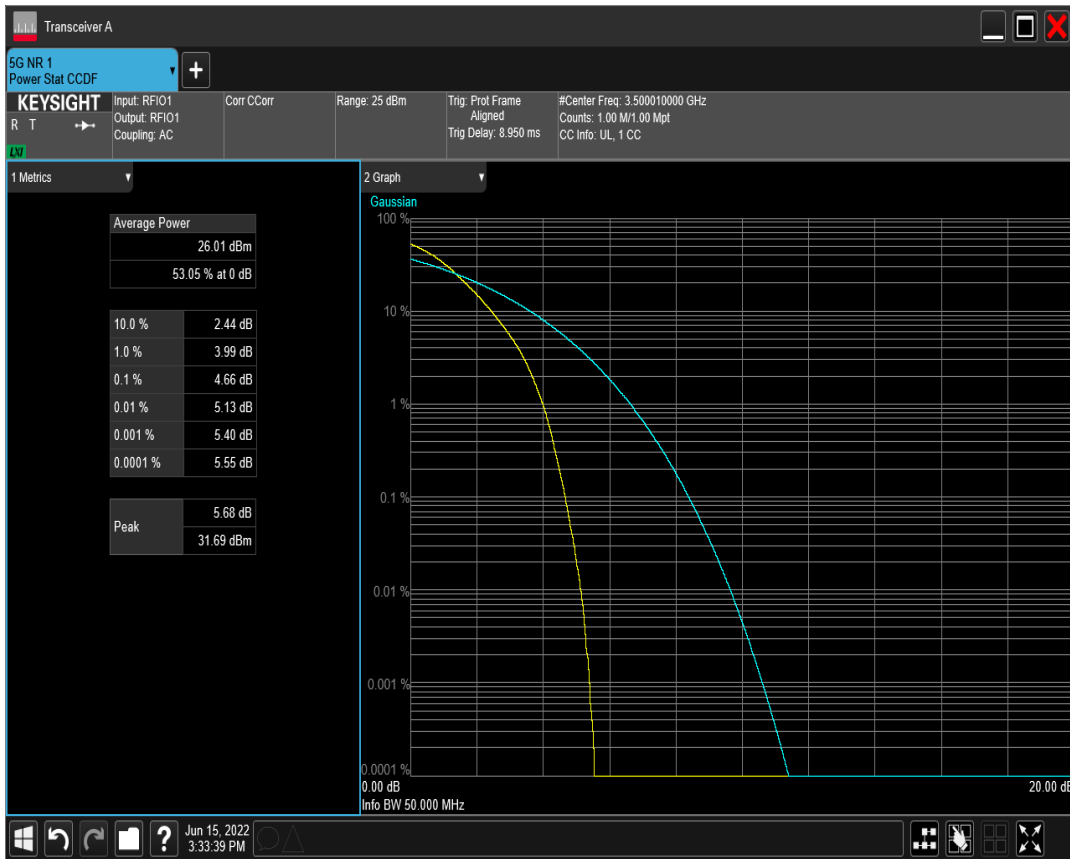 Transceiver A
5G NR 1
Power Stat CCDF
KEYSIGHT
R T
LXI
Input: RFIO1
Output: RFIO1
Coupling: AC
Corr CCorr
Range: 25 dBm
Trig: Prot Frame
Aligned
Trig Delay: 8.950 ms
#Center Freq: 3.500010000 GHz
Counts: 1.00 M/1.00 Mpt
CC Info: UL, 1 CC
1 Metrics
Average Power
26.01 dBm
53.05 % at 0 dB
10.0 % 2.44 dB
1.0 % 3.99 dB
0.1 % 4.66 dB
0.01 % 5.13 dB
0.001 % 5.40 dB
0.0001 % 5.55 dB
Peak
5.68 dB
31.69 dBm
2 Graph
Gaussian
100 %
10 %
1 %
0.1 %
0.01 %
0.001 %
0.0001 %
0.00 dB 20.00 dB
Info BW 50.000 MHz
? Jun 15, 2022
3:33:39 PM